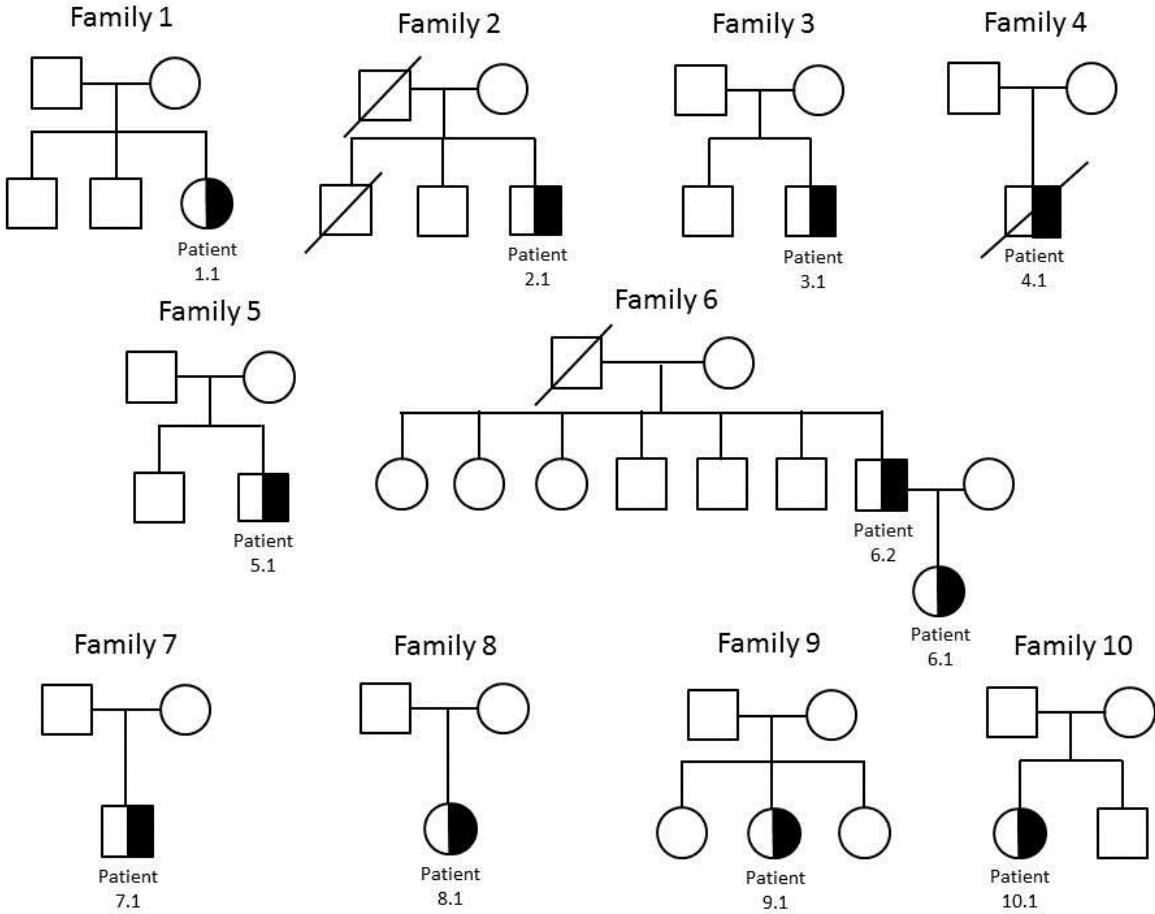 Family 1
Family 2
Family 3
Family 4
Patient
1.1
Patient
2.1
Patient
3.1
Patient
4.1
Family 5
Family 6
Patient
5.1
Patient
6.2
Patient
6.1
Family 7
Family 8
Family 9
Family 10
Patient
7.1
Patient
8.1
Patient
9.1
Patient
10.1